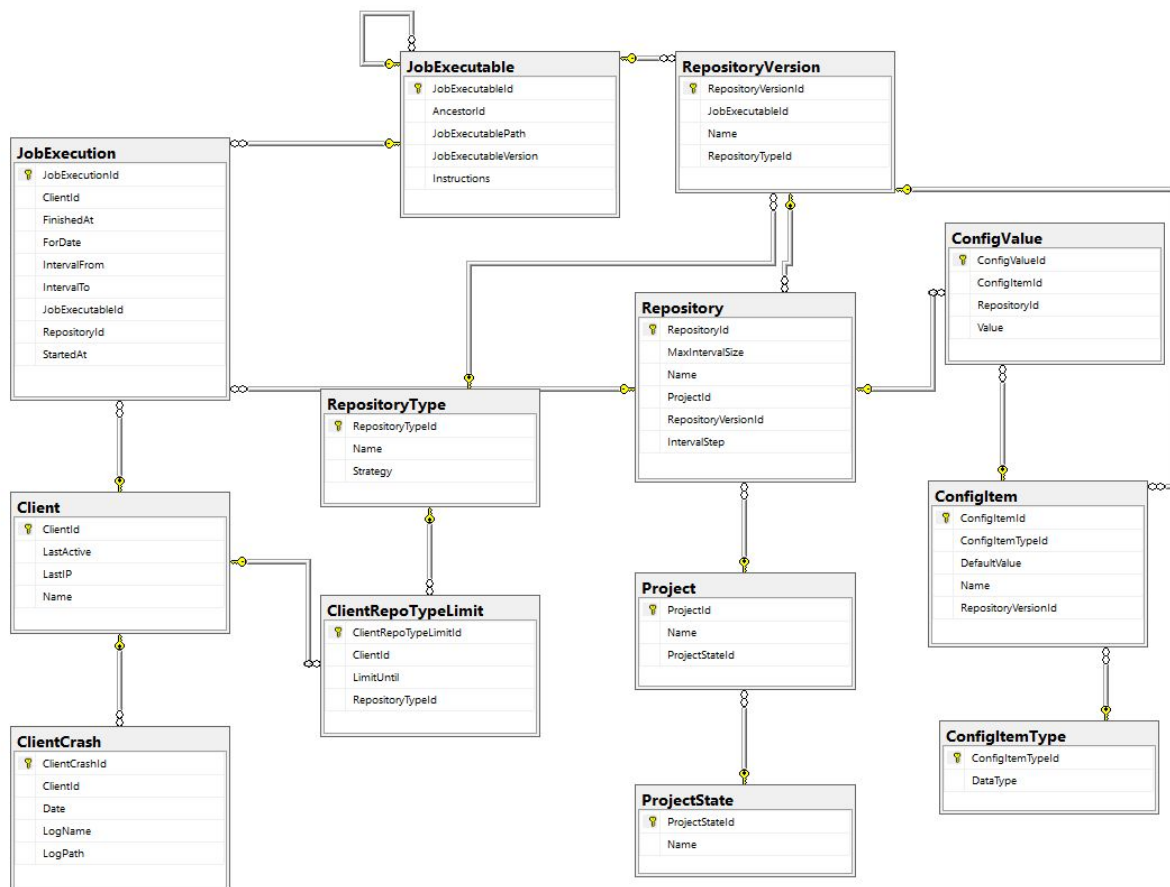 JobExecutable
JobExecutableId
AncestorId
JobExecutablePath
JobExecutableVersion
Instructions
RepositoryVersion
RepositoryVersionId
JobExecutableId
Name
RepositoryTypeId
JobExecution
JobExecutionId
ClientId
FinishedAt
ForDate
IntervalFrom
IntervalTo
JobExecutableId
RepositoryId
StartedAt
ConfigValue
ConfigValueId
ConfigItemId
RepositoryId
Value
Repository
RepositoryId
MaxIntervalSize
Name
ProjectId
RepositoryVersionId
IntervalStep
RepositoryType
RepositoryTypeId
Name
Strategy
Client
ClientId
LastActive
LastIP
Name
ConfigItem
ConfigItemId
ConfigItemTypeId
DefaultValue
Name
RepositoryVersionId
ClientRepoTypeLimit
ClientRepoTypeLimitId
ClientId
LimitUntil
RepositoryTypeId
Project
ProjectId
Name
ProjectStateId
ClientCrash
ClientCrashId
ClientId
Date
LogName
LogPath
ConfigItemType
ConfigItemTypeId
DataType
ProjectState
ProjectStateId
Name